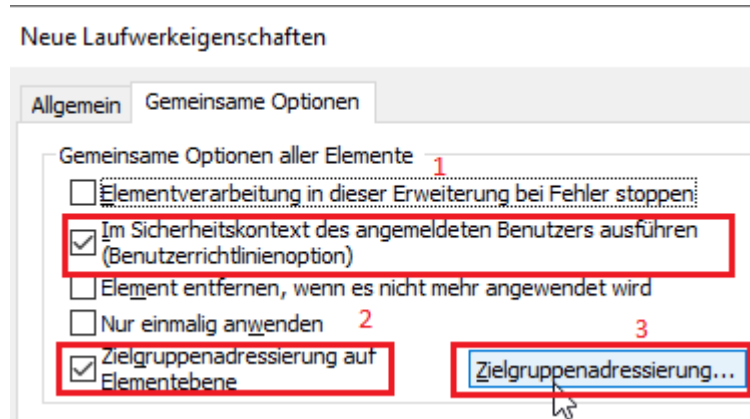 Neue Laufwerkeigenschaften
Allgemein Gemeinsame Optionen
Gemeinsame Optionen aller Elemente
1
Elementverarbeitung in dieser Erweiterung bei Fehler stoppen
Im Sicherheitskontext des angemeldeten Benutzers ausführen
(Benutzerrichtlinienoption)
Element entfernen, wenn es nicht mehr angewendet wird
Nur einmalig anwenden 2
3
Zielgruppenadressierung auf
Elementebene
Zielgruppenadressierung...